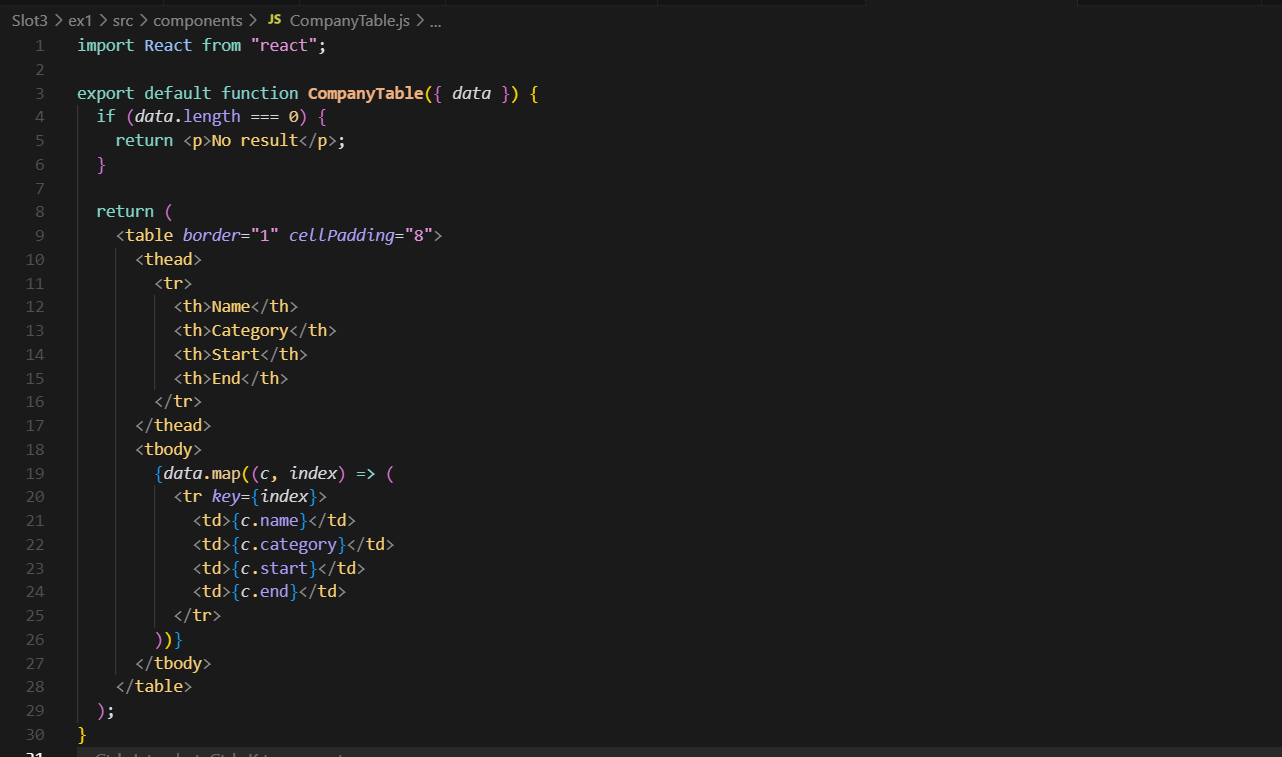 Slot3 > ex1 > src > components > JS CompanyTable.js > ...
1 import React from "react";
2
3 export default function CompanyTable({ data }) {
4 if (data.length === 0) {
5 return <p>No result</p>;
6 }
7
8 return (
9 <table border="1" cellPadding="8">
10 <thead>
11 <tr>
12 <th>Name</th>
13 <th>Category</th>
14 <th>Start</th>
15 <th>End</th>
16 </tr>
17 </thead>
18 <tbody>
19 {data.map((c, index) => (
20 <tr key={index}>
21 <td>{c.name}</td>
22 <td>{c.category}</td>
23 <td>{c.start}</td>
24 <td>{c.end}</td>
25 </tr>
26 ))}
27 </tbody>
28 </table>
29 );
30 }
31